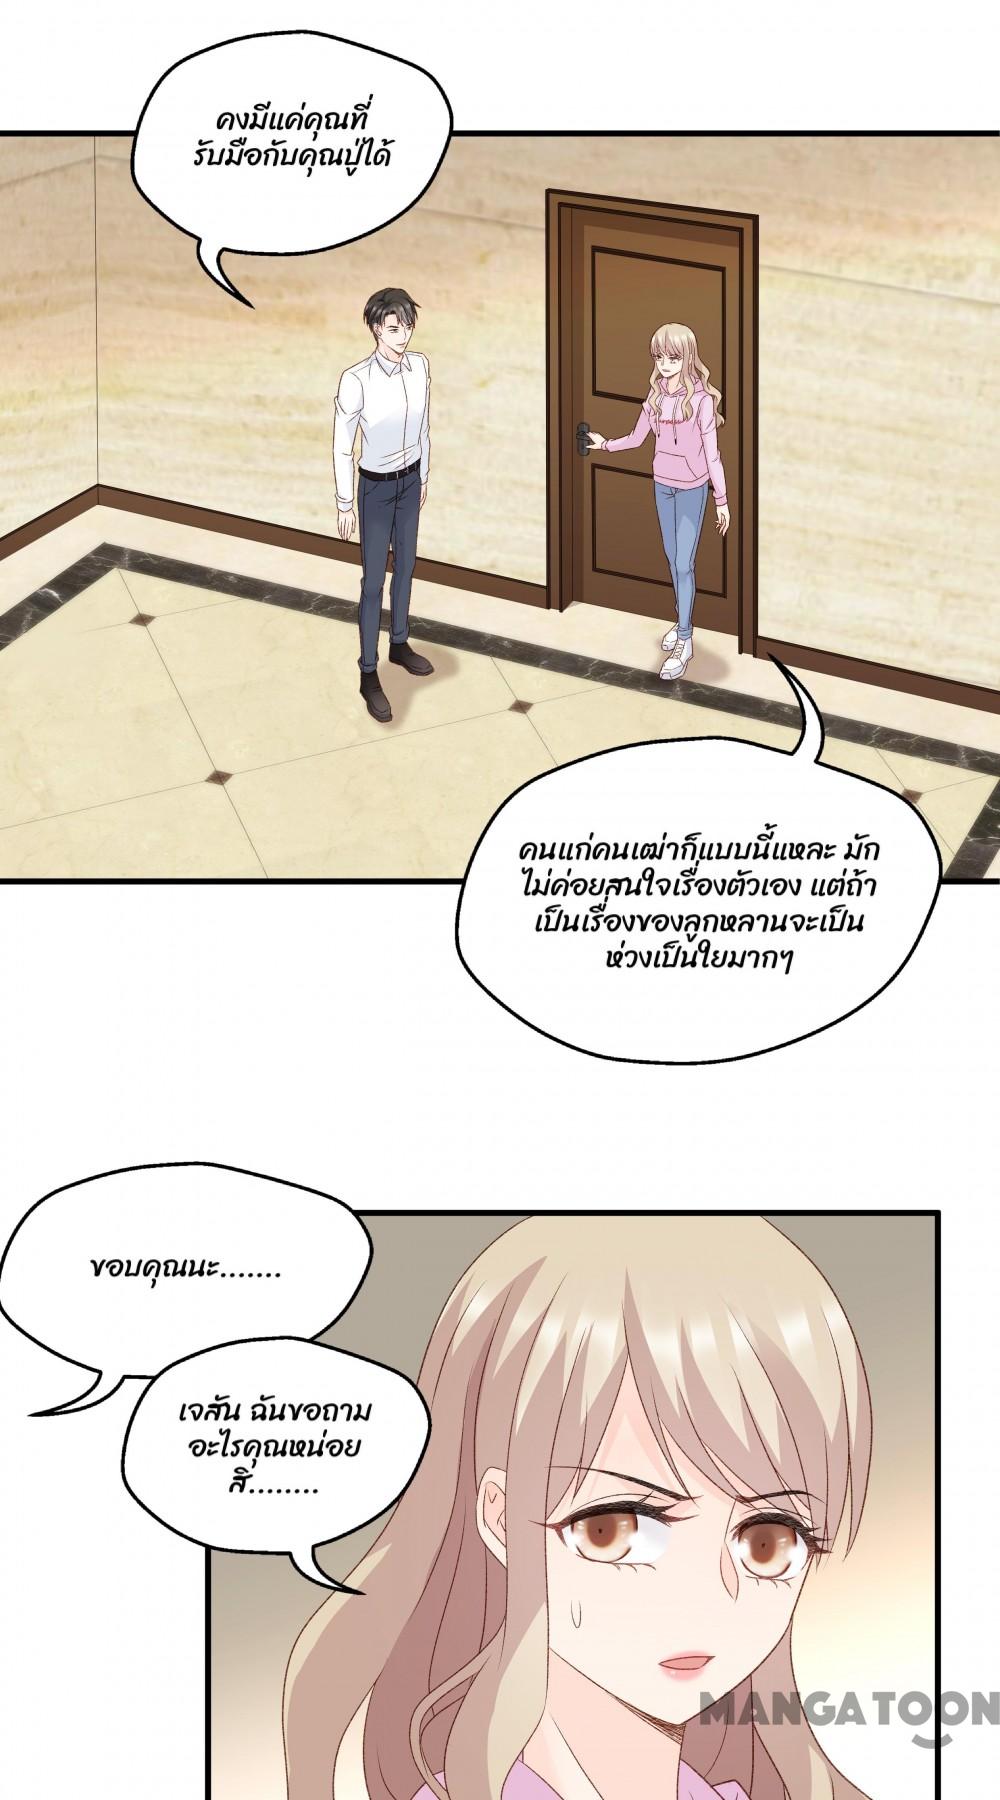 คงมีแค่คุณที่
รับมือกับคุณปู่ได้
คนแก่คนเฒ่าก็แบบนี้แหละ มัก
ไม่ค่อยสนใจเรื่องตัวเอง แต่ถ้า
เป็นเรื่องของลูกหลานจะเป็น
ห่วงเป็นใยมากๆ
ขอบคุณนะ.......
เจสัน ฉันขอถาม
อะไรคุณหน่อย
สิ........
MANGATOON